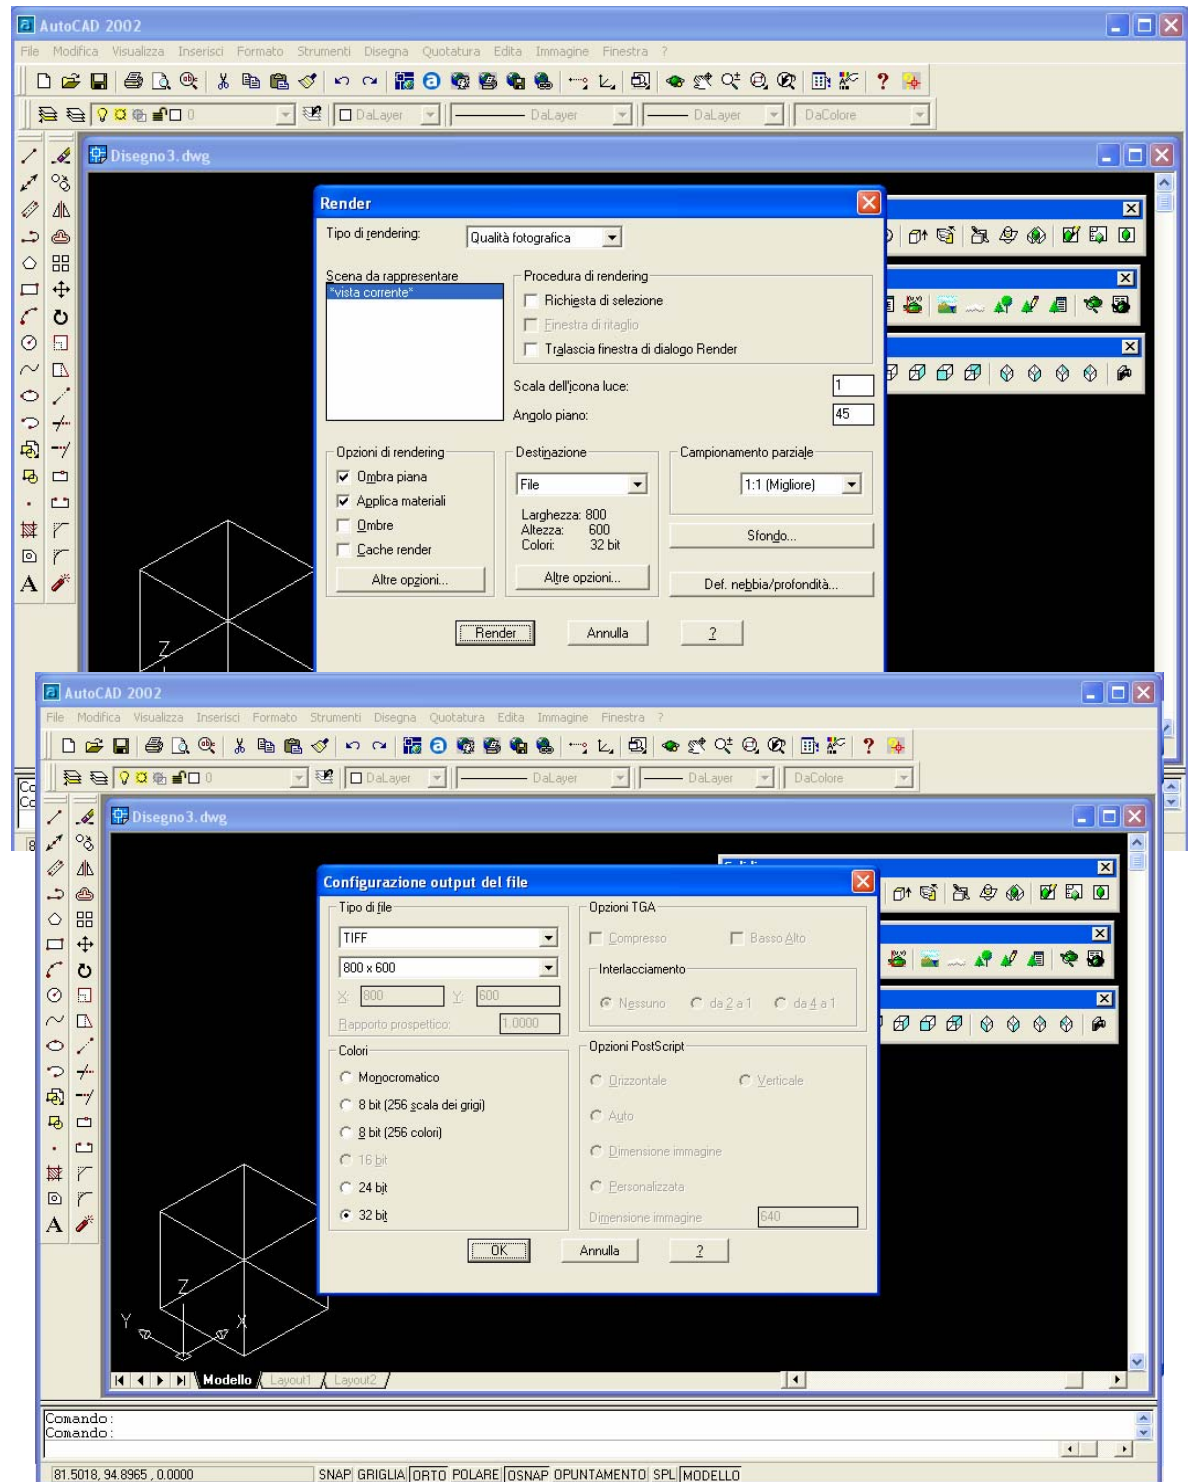 AutoCAD 2002
File Modifica Visualizza Inserisci Formato Strumenti Disegna Quotatura Edita Immagine Finestra ?
0 DaLayer DaLayer DaLayer DaColore
Disegno3.dwg
Render
Tipo di rendering: Qualità fotografica
Scena da rappresentare
*vista corrente*
Procedura di rendering
Richiesta di selezione
Finestra di ritaglio
Tralascia finestra di dialogo Render
Scala dell'icona luce: 1
Angolo piano: 45
Opzioni di rendering
Ombra piana
Applica materiali
Ombre
Cache render
Altre opzioni...
Destinazione
File
Larghezza: 800
Altezza: 600
Colori: 32 bit
Altre opzioni...
Campionamento parziale
1:1 (Migliore)
Sfondo...
Def. nebbia/profondità...
Render Annulla ?
Z
Co
Co
8
AutoCAD 2002
File Modifica Visualizza Inserisci Formato Strumenti Disegna Quotatura Edita Immagine Finestra ?
0 DaLayer DaLayer DaLayer DaColore
Disegno3.dwg
Configurazione output del file
Tipo di file
TIFF
800 x 600
X: 800 Y: 600
Rapporto prospettico: 1.0000
Colori
Monocromatico
8 bit (256 scala dei grigi)
8 bit (256 colori)
16 bit
24 bit
32 bit
Opzioni TGA
Compresso Basso Alto
Interlacciamento
Nessuno da 2 a 1 da 4 a 1
Opzioni PostScript
Orizzontale Verticale
Auto
Dimensione immagine
Personalizzata
Dimensione immagine 640
OK Annulla ?
Z
Y X
Modello Layout1 Layout2
Comando:
Comando:
81.5018, 94.8965 , 0.0000 SNAP GRIGLIA ORTO POLARE OSNAP OPUNTAMENTO SPL MODELLO